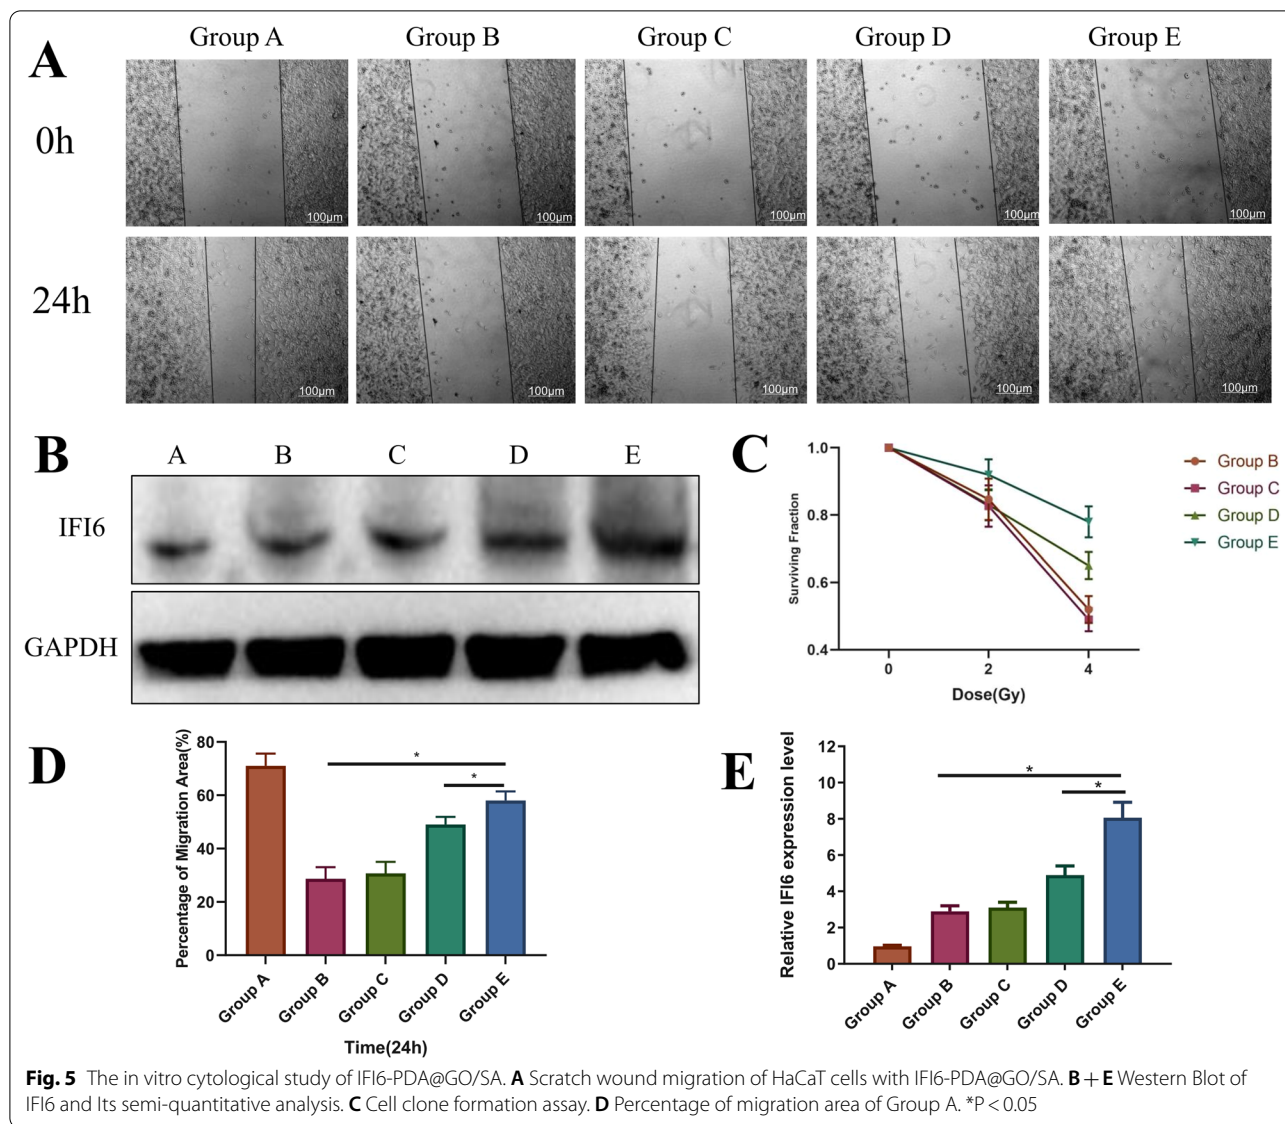 A
Group A
Group B
Group C
Group D
Group E
0h
100μm
100μm
100μm
100μm
100μm
24h
100μm
100μm
100μm
100μm
100μm
B
A
B
C
D
E
IFI6
GAPDH
C
1.0
0.8
0.6
0.4
Surviving Fraction
0
2
4
Dose(Gy)
Group B
Group C
Group D
Group E
D
Percentage of Migration Area(%)
80
60
40
20
0
*
*
Group A
Group B
Group C
Group D
Group E
Time(24h)
E
Relative IFI6 expression level
12
10
8
6
4
2
0
*
*
Group A
Group B
Group C
Group D
Group E
Fig. 5 The in vitro cytological study of IFI6-PDA@GO/SA. A Scratch wound migration of HaCaT cells with IFI6-PDA@GO/SA. B + E Western Blot of
IFI6 and Its semi-quantitative analysis. C Cell clone formation assay. D Percentage of migration area of Group A. *P < 0.05